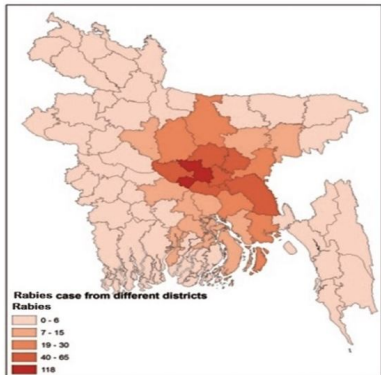 Rabies case from different districts
Rabies
0 - 6
7 - 15
19 - 30
40 - 65
118